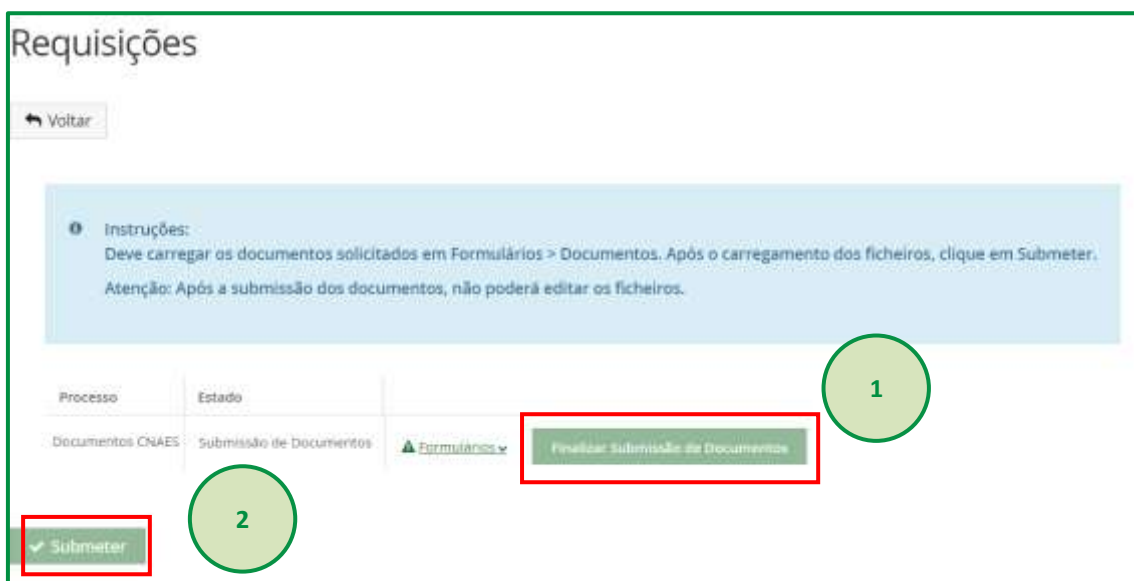 Requisições
Voltar
Instruções:
Deve carregar os documentos solicitados em Formulários > Documentos. Após o carregamento dos ficheiros, clique em Submeter.
Atenção: Após a submissão dos documentos, não poderá editar os ficheiros.
1
Processo Estado
Documentos CNAES Submissão de Documentos Formulários Finalizar Submissão de Documentos
2
Submeter